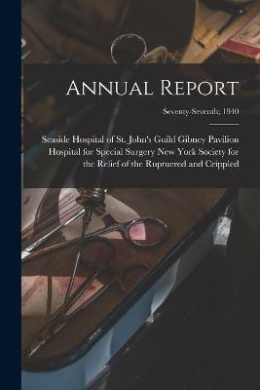 Annual Report
Seventy-Seventh; 1940
Seaside Hospital of St. John's Guild Gibney Pavilion
Hospital for Special Surgery New York Society for
the Relief of the Ruptuered and Crippled